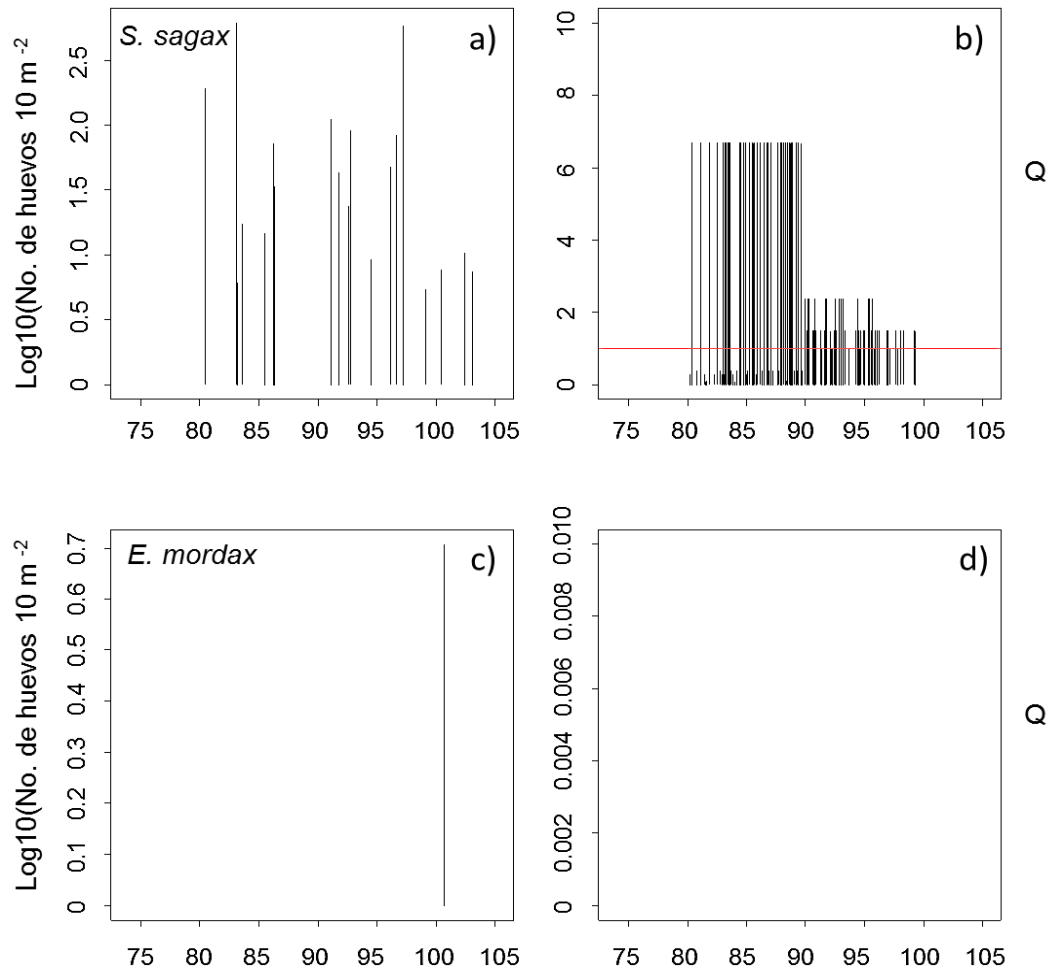 S. sagax
a)
Log10(No. de huevos 10 m -2
0 0.5 1.0 1.5 2.0 2.5
75 80 85 90 95 100 105
b)
0 2 4 6 8 10
75 80 85 90 95 100 105
Q
E. mordax
c)
Log10(No. de huevos 10 m -2
0 0.1 0.2 0.3 0.4 0.5 0.6 0.7
75 80 85 90 95 100 105
d)
0 0.002 0.004 0.006 0.008 0.010
75 80 85 90 95 100 105
Q